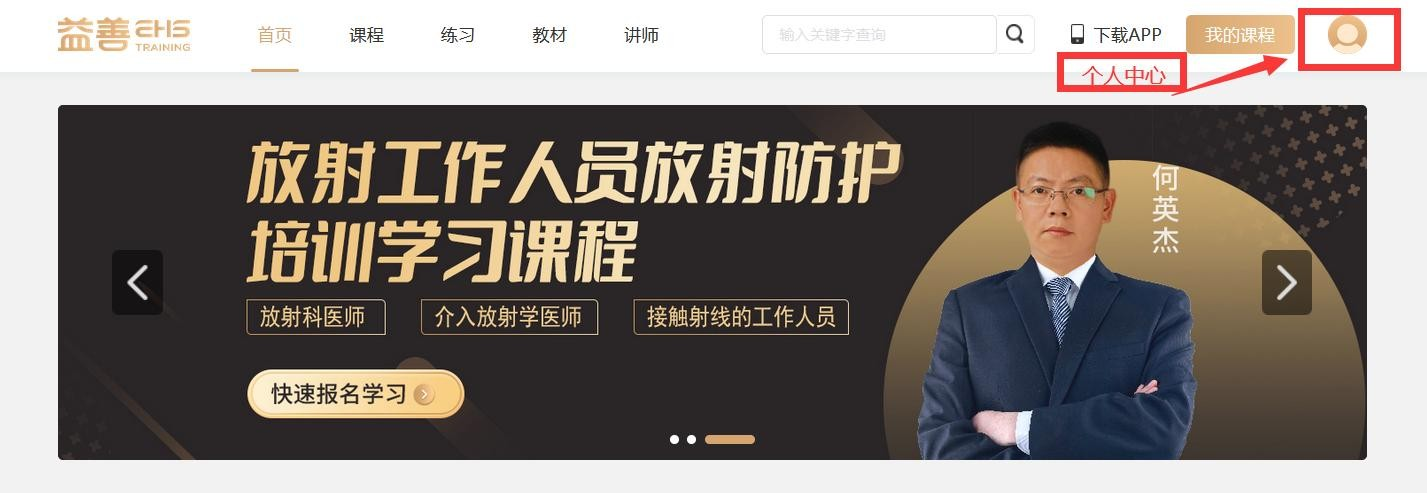 益善 EHS
TRAINING
首页 课程 练习 教材 讲师 输入关键字查询 下载APP 我的课程
个人中心
放射工作人员放射防护
培训学习课程
放射科医师 介入放射学医师 接触射线的工作人员
快速报名学习
何英杰